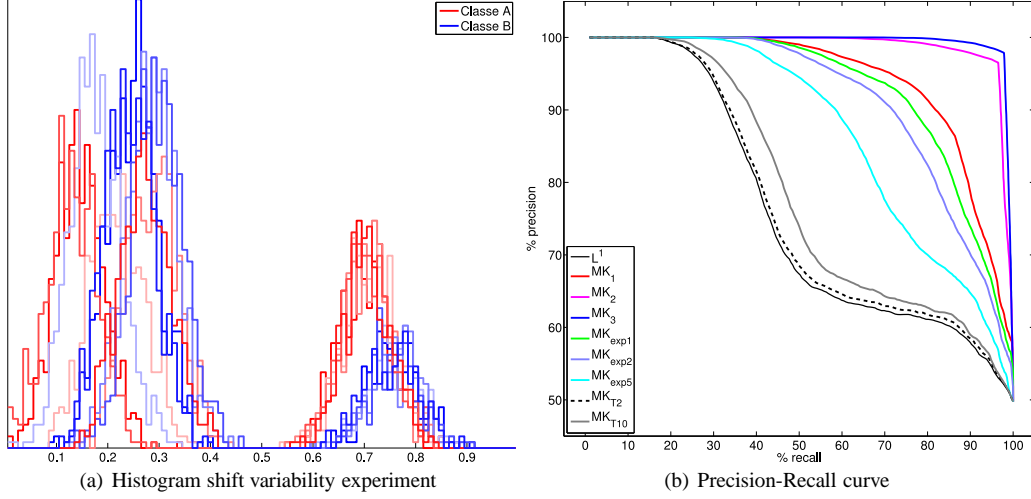 Classe A
Classe B
0.1 0.2 0.3 0.4 0.5 0.6 0.7 0.8 0.9
(a) Histogram shift variability experiment
100
90
80
70
60
50
% precision
L1
MK1
MK2
MK3
MKexp1
MKexp2
MKexp5
MKT2
MKT10
0 10 20 30 40 50 60 70 80 90 100
% recall
(b) Precision-Recall curve